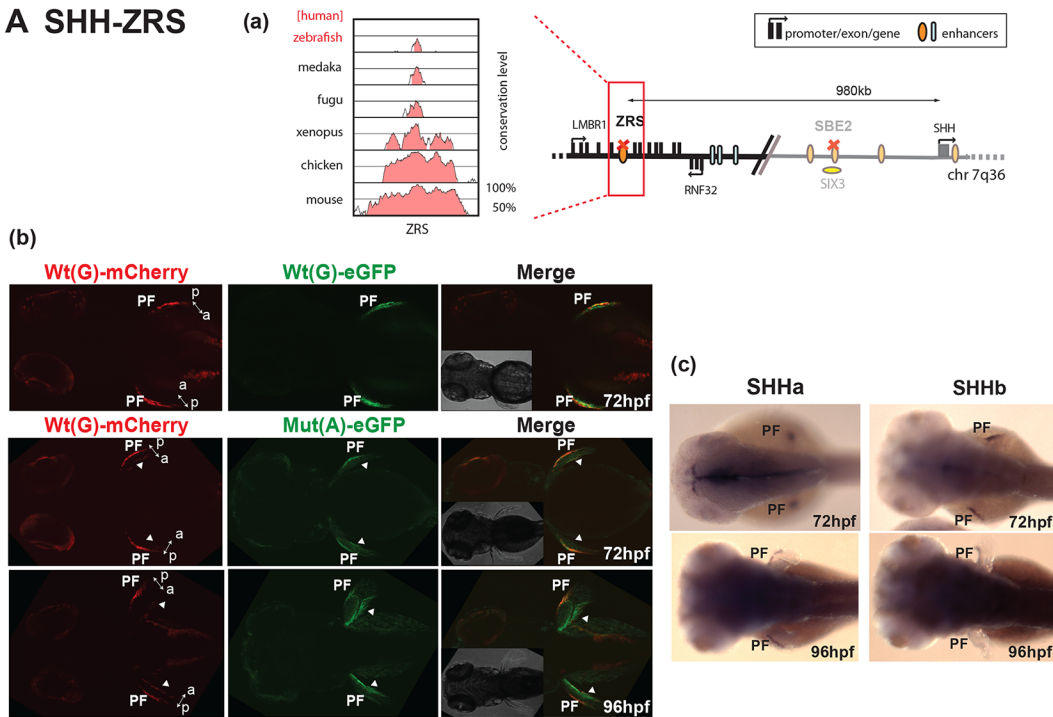 A SHH-ZRS
(a)
[human]
zebrafish
medaka
fugu
xenopus
chicken
mouse
conservation level
100%
50%
ZRS
promoter/exon/gene
enhancers
980kb
LMBR1
ZRS
SBE2
SHH
RNF32
SIX3
chr 7q36
(b)
Wt(G)-mCherry
Wt(G)-eGFP
Merge
PF
p
a
PF
a
p
PF
PF
72hpf
Wt(G)-mCherry
Mut(A)-eGFP
Merge
PF
p
a
PF
a
p
PF
PF
PF
PF
72hpf
PF
p
a
PF
a
p
PF
PF
PF
PF
96hpf
(c)
SHHa
SHHb
PF
PF
72hpf
PF
PF
72hpf
PF
PF
96hpf
PF
PF
96hpf